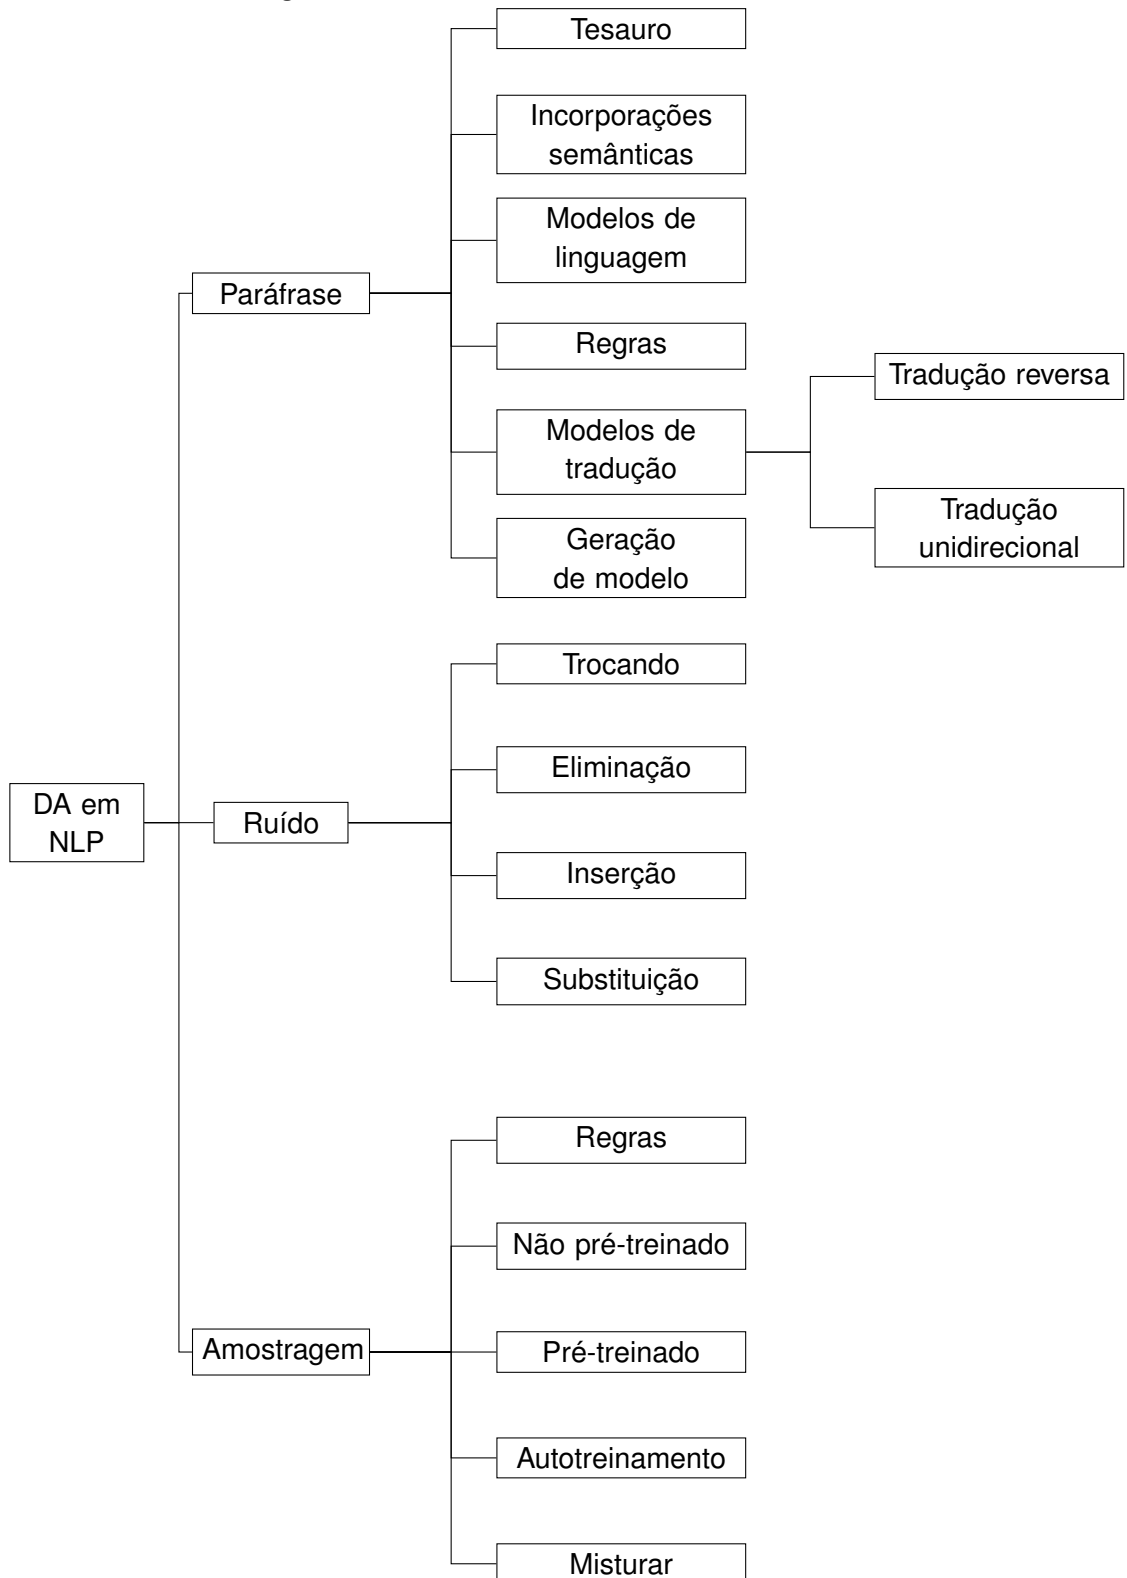 Tesauro
Incorporações
semânticas
Modelos de
linguagem
Paráfrase
Regras
Tradução reversa
Modelos de
tradução
Tradução
unidirecional
Geração
de modelo
Trocando
Eliminação
DA em
NLP
Ruído
Inserção
Substituição
Regras
Não pré-treinado
Amostragem
Pré-treinado
Autotreinamento
Misturar